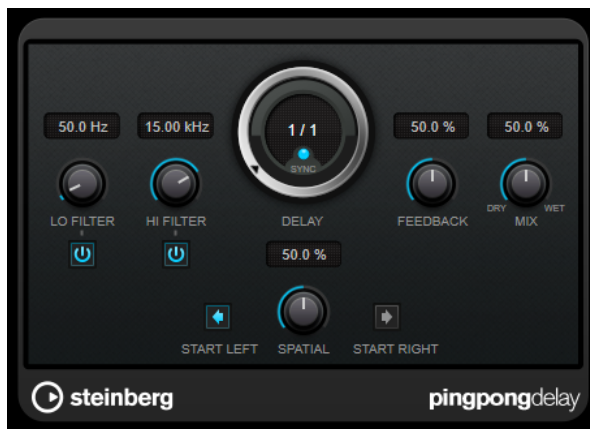 50.0 Hz 15.00 kHz 1 / 1 50.0 % 50.0 %
SYNC
LO FILTER HI FILTER DELAY FEEDBACK DRY MIX WET
50.0 %
START LEFT SPATIAL START RIGHT
steinberg pingpongdelay